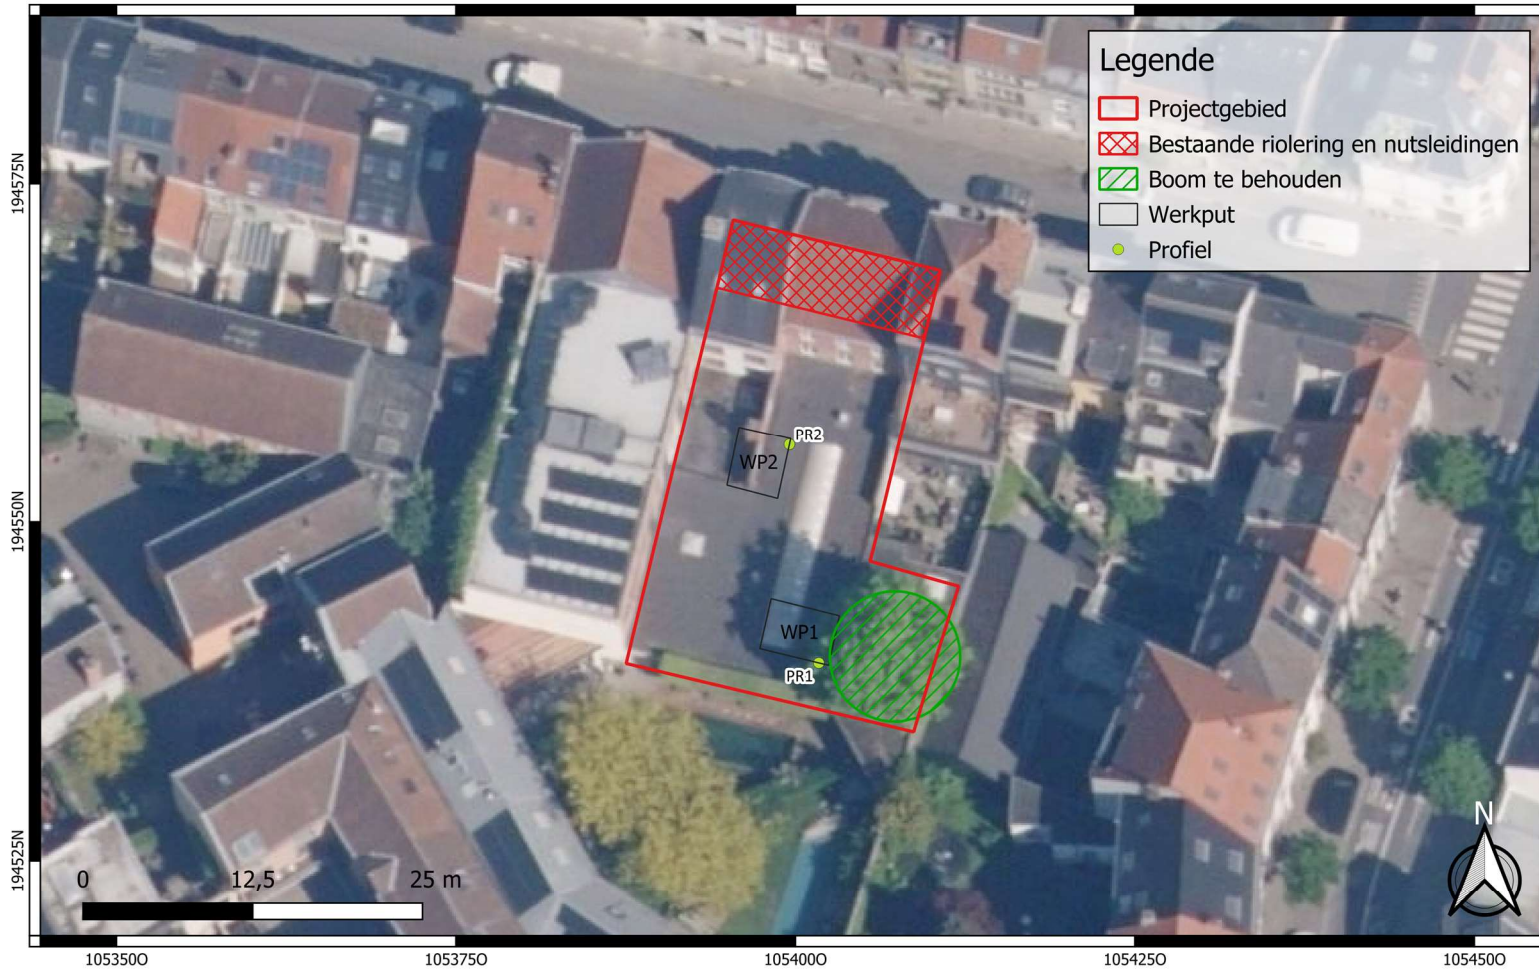 Legende
Projectgebied
Bestaande riolering en nutsleidingen
Boom te behouden
Werkput
Profiel
194575N
194550N
194525N
PR2
WP2
WP1
PR1
N
0 12,5 25 m
105350O 105375O 105400O 105425O 105450O